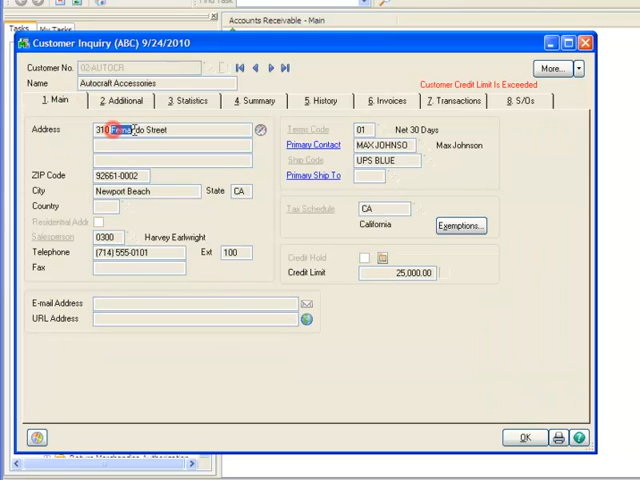 Find Task
Tasks
My Tasks
Accounts Receivable - Main
Customer Inquiry (ABC) 9/24/2010
Customer No. 02-AUTOCR
Name Autocraft Accessories
More...
Customer Credit Limit Is Exceeded
1. Main 2. Additional 3. Statistics 4. Summary 5. History 6. Invoices 7. Transactions 8. S/Os
Address 310 Fernando Street
ZIP Code 92661-0002
City Newport Beach State CA
Country
Residential Addr
Salesperson 0300 Harvey Earlwright
Telephone (714) 555-0101 Ext 100
Fax
Terms Code 01 Net 30 Days
Primary Contact MAX JOHNSO Max Johnson
Ship Code UPS BLUE
Primary Ship To
Tax Schedule CA
California Exemptions...
Credit Hold
Credit Limit 25,000.00
E-mail Address
URL Address
OK
Return Merchandise Authorization